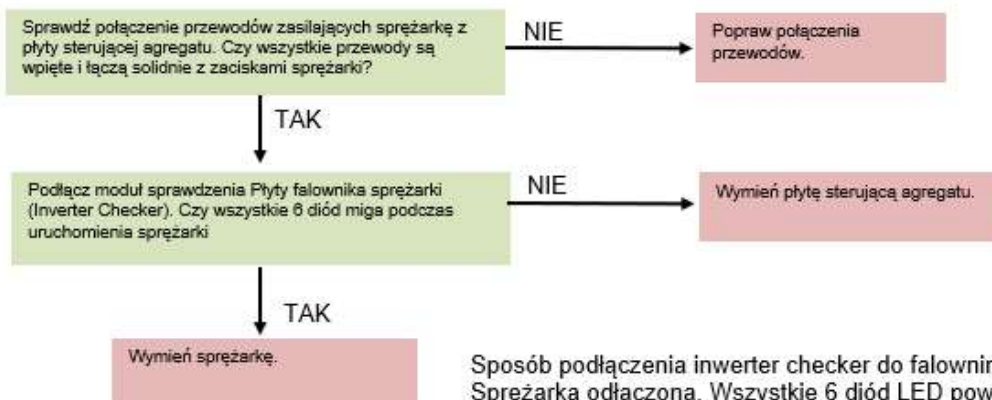 Sprawdź połączenie przewodów zasilających sprężarkę z
płyty sterującej agregatu. Czy wszystkie przewody są
wpięte i łączą solidnie z zaciskami sprężarki?
NIE
Popraw połączenia
przewodów.
TAK
Podłącz moduł sprawdzenia Płyty falownika sprężarki
(Inverter Checker). Czy wszystkie 6 diód miga podczas
uruchomienia sprężarki
NIE
Wymień płytę sterującą agregatu.
TAK
Wymień sprężarkę.
Sposób podłączenia inwerter checker do
Sprężarka odłączona. Wszystkie 6 diód LED